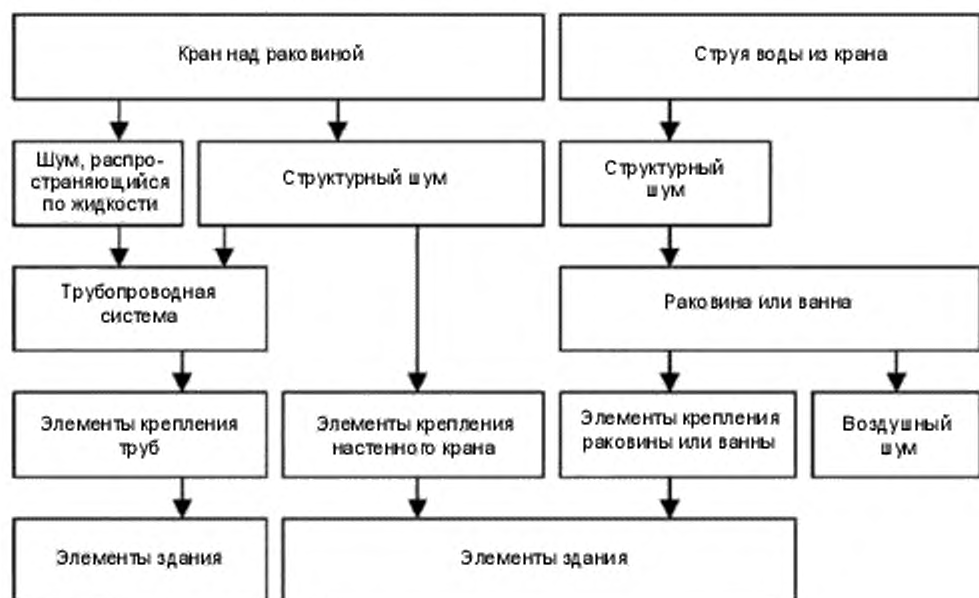 Кран над раковиной
Струя воды из крана
Шум, распро-
страняющийся
по жидкости
Структурный шум
Структурный
шум
Трубопроводная
система
Раковина или ванна
Элементы крепления
труб
Элементы крепления
настенного крана
Элементы крепления
раковины или ванны
Воздушный
шум
Элементы здания
Элементы здания